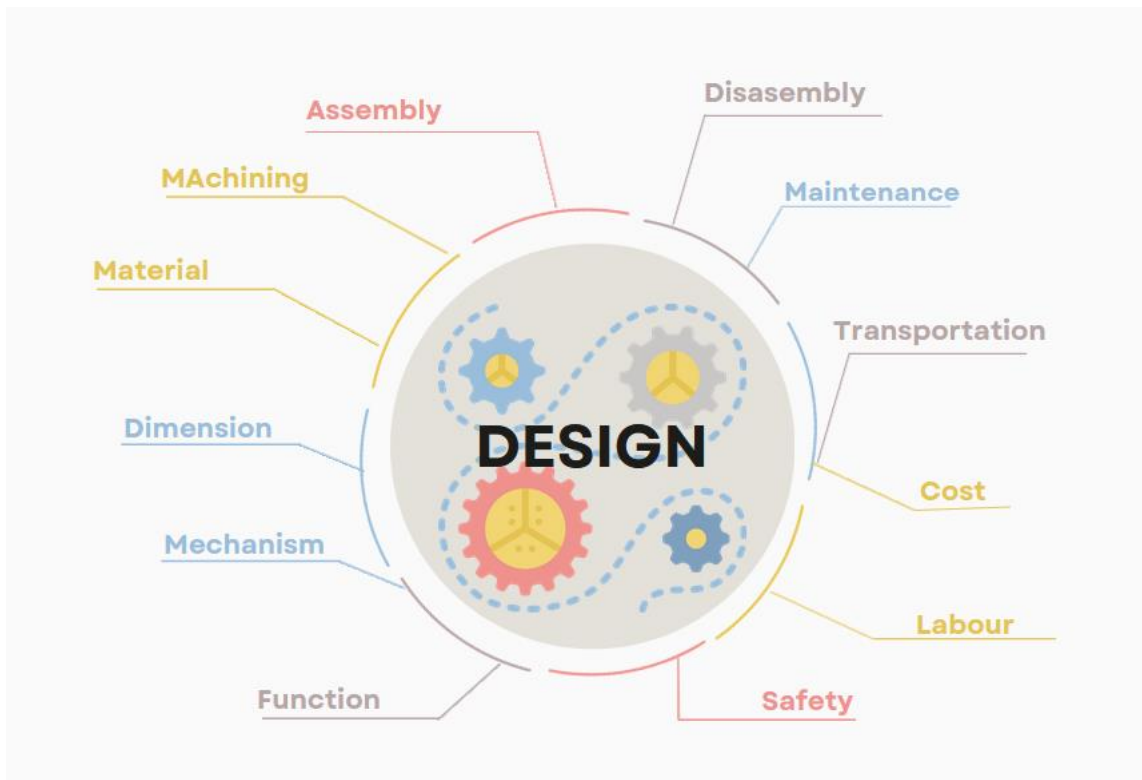 Disasembly
Assembly
MAchining
Maintenance
Material
Transportation
Dimension
DESIGN
Cost
Mechanism
Labour
Function
Safety